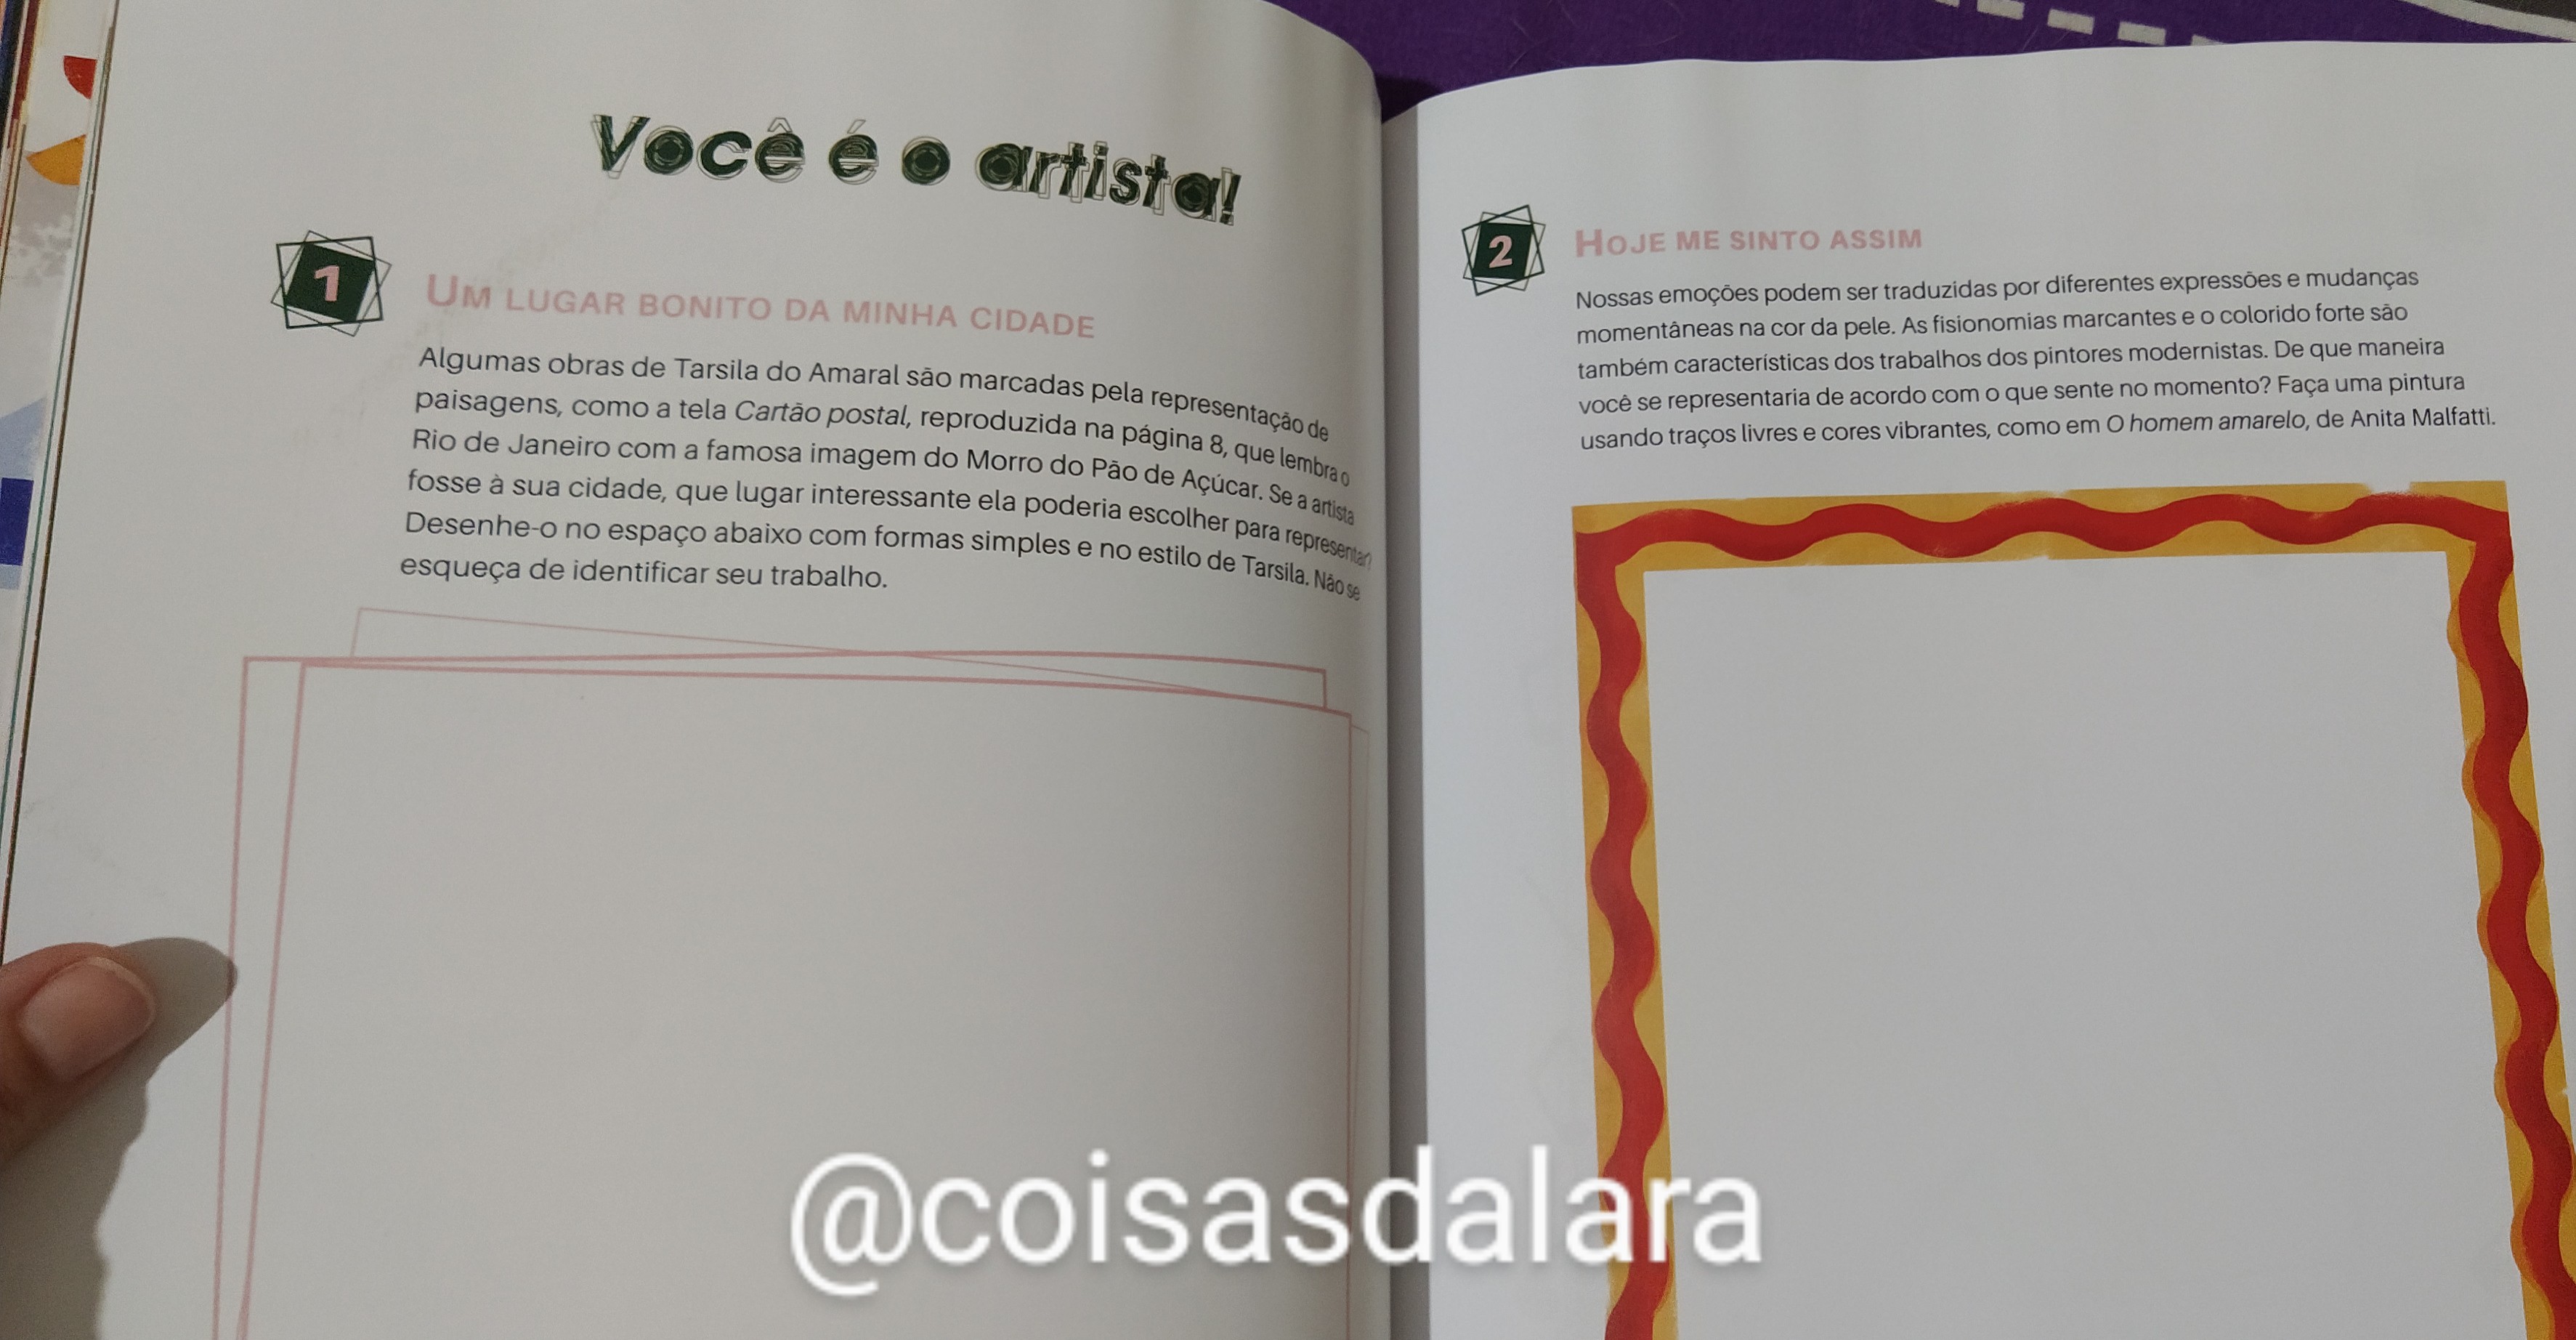 Você é o artista!
1
UM LUGAR BONITO DA MINHA CIDADE
Algumas obras de Tarsila do Amaral são marcadas pela representação de
paisagens, como a tela Cartão postal, reproduzida na página 8, que lembra o
Rio de Janeiro com a famosa imagem do Morro do Pão de Açúcar. Se a artista
fosse à sua cidade, que lugar interessante ela poderia escolher para representar?
Desenhe-o no espaço abaixo com formas simples e no estilo de Tarsila. Não se
esqueça de identificar seu trabalho.
2
HOJE ME SINTO ASSIM
Nossas emoções podem ser traduzidas por diferentes expressões e mudanças
momentâneas na cor da pele. As fisionomias marcantes e o colorido forte são
também características dos trabalhos dos pintores modernistas. De que maneira
você se representaria de acordo com o que sente no momento? Faça uma pintura
usando traços livres e cores vibrantes, como em O homem amarelo, de Anita Malfatti.
@coisasdalara